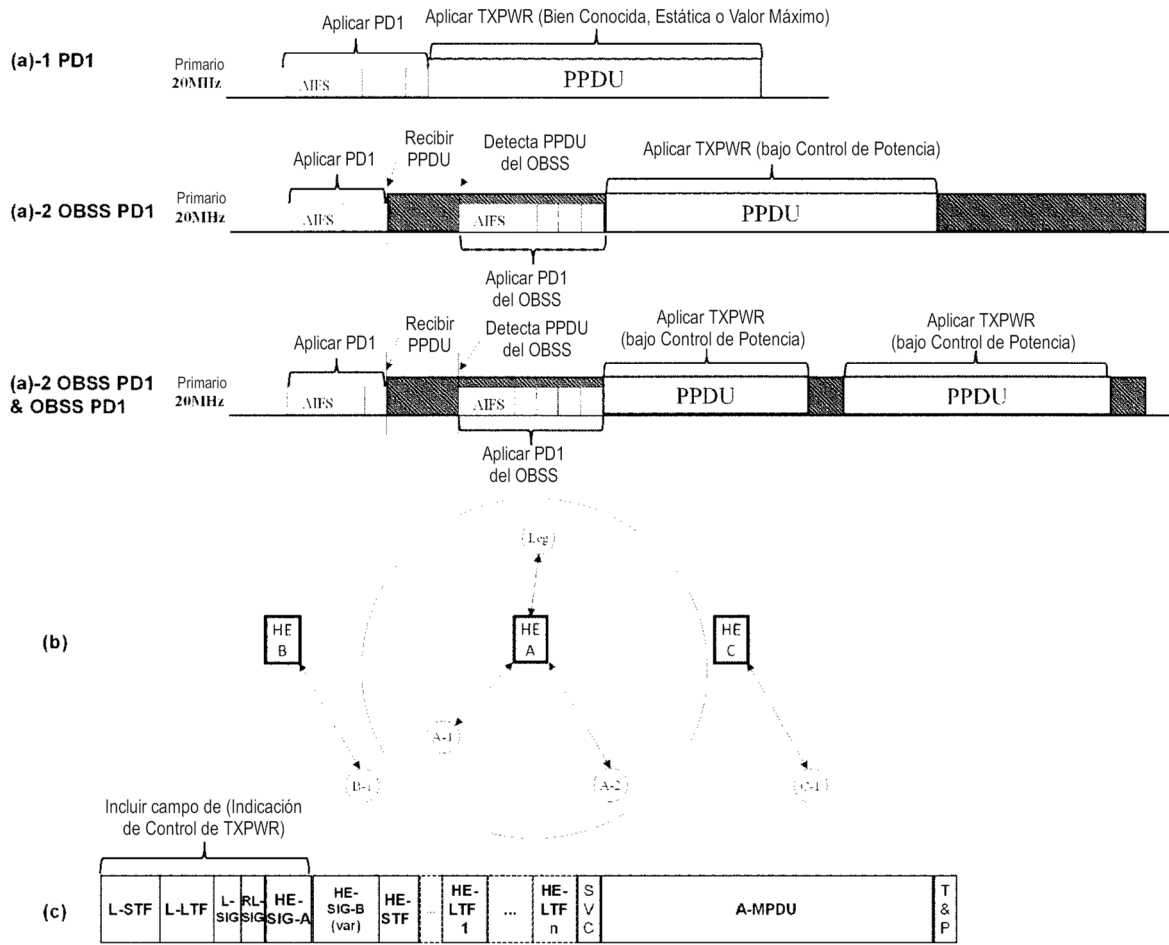 Aplicar PD1
Aplicar TXPWR (Bien Conocida, Estática o Valor Máximo)
(a)-1 PD1
Primario
20MHz
AIFS
PPDU
Aplicar PD1
Recibir
PPDU
Detecta PPDU
del OBSS
Aplicar TXPWR (bajo Control de Potencia)
(a)-2 OBSS PD1
Primario
20MHz
AIFS
AIFS
PPDU
Aplicar PD1
del OBSS
Aplicar PD1
Recibir
PPDU
Detecta PPDU
del OBSS
Aplicar TXPWR
(bajo Control de Potencia)
Aplicar TXPWR
(bajo Control de Potencia)
(a)-2 OBSS PD1
& OBSS PD1
Primario
20MHz
AIFS
AIFS
PPDU
PPDU
Aplicar PD1
del OBSS
(b)
Leg
HE
B
HE
A
HE
C
A-1
B-1
A-2
C-1
Incluir campo de (Indicación
de Control de TXPWR)
(c)
L-STF
L-LTF
L-
SIG
RL-
SIG
HE-
SIG-A
HE-
SIG-B
(var)
HE-
STF
...
HE-
LTF
1
...
HE-
LTF
n
S
V
C
A-MPDU
T
&
P